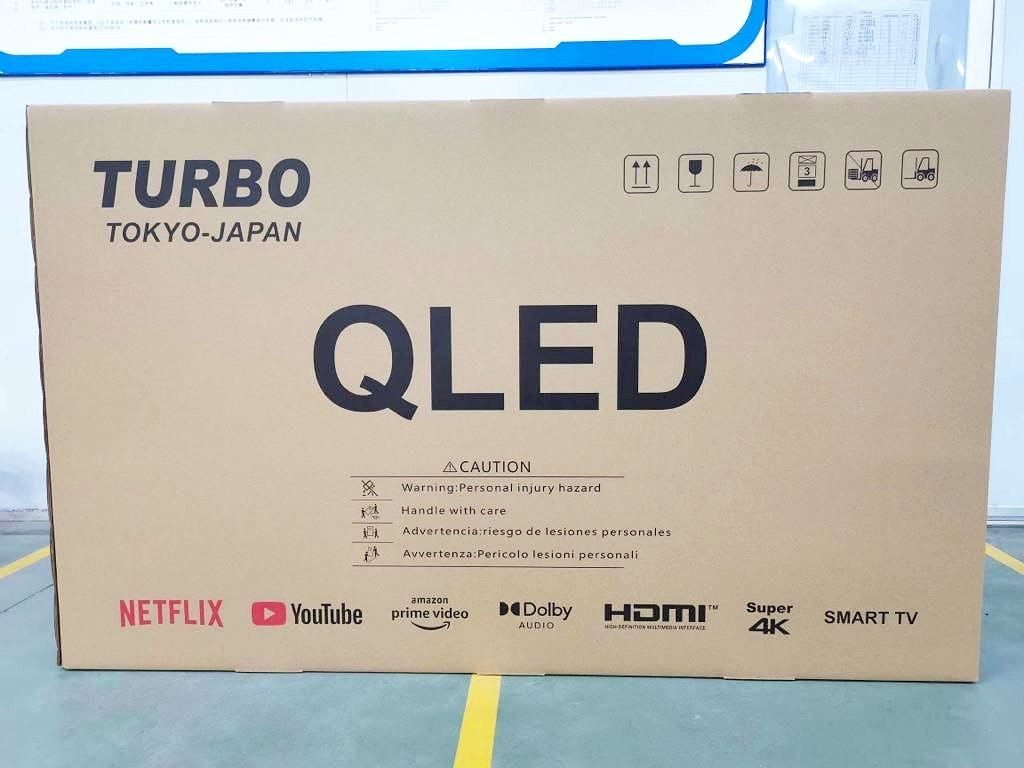 TURBO
TOKYO-JAPAN
3
QLED
CAUTION
Warning:Personal injury hazard
Handle with care
Advertencia:riesgo de lesiones personales
Avvertenza:Pericolo lesioni personali
NETFLIX
YouTube
amazon
prime video
Dolby
AUDIO
HDMI™
HIGH-DEFINITION MULTIMEDIA INTERFACE
Super
4K
SMART TV